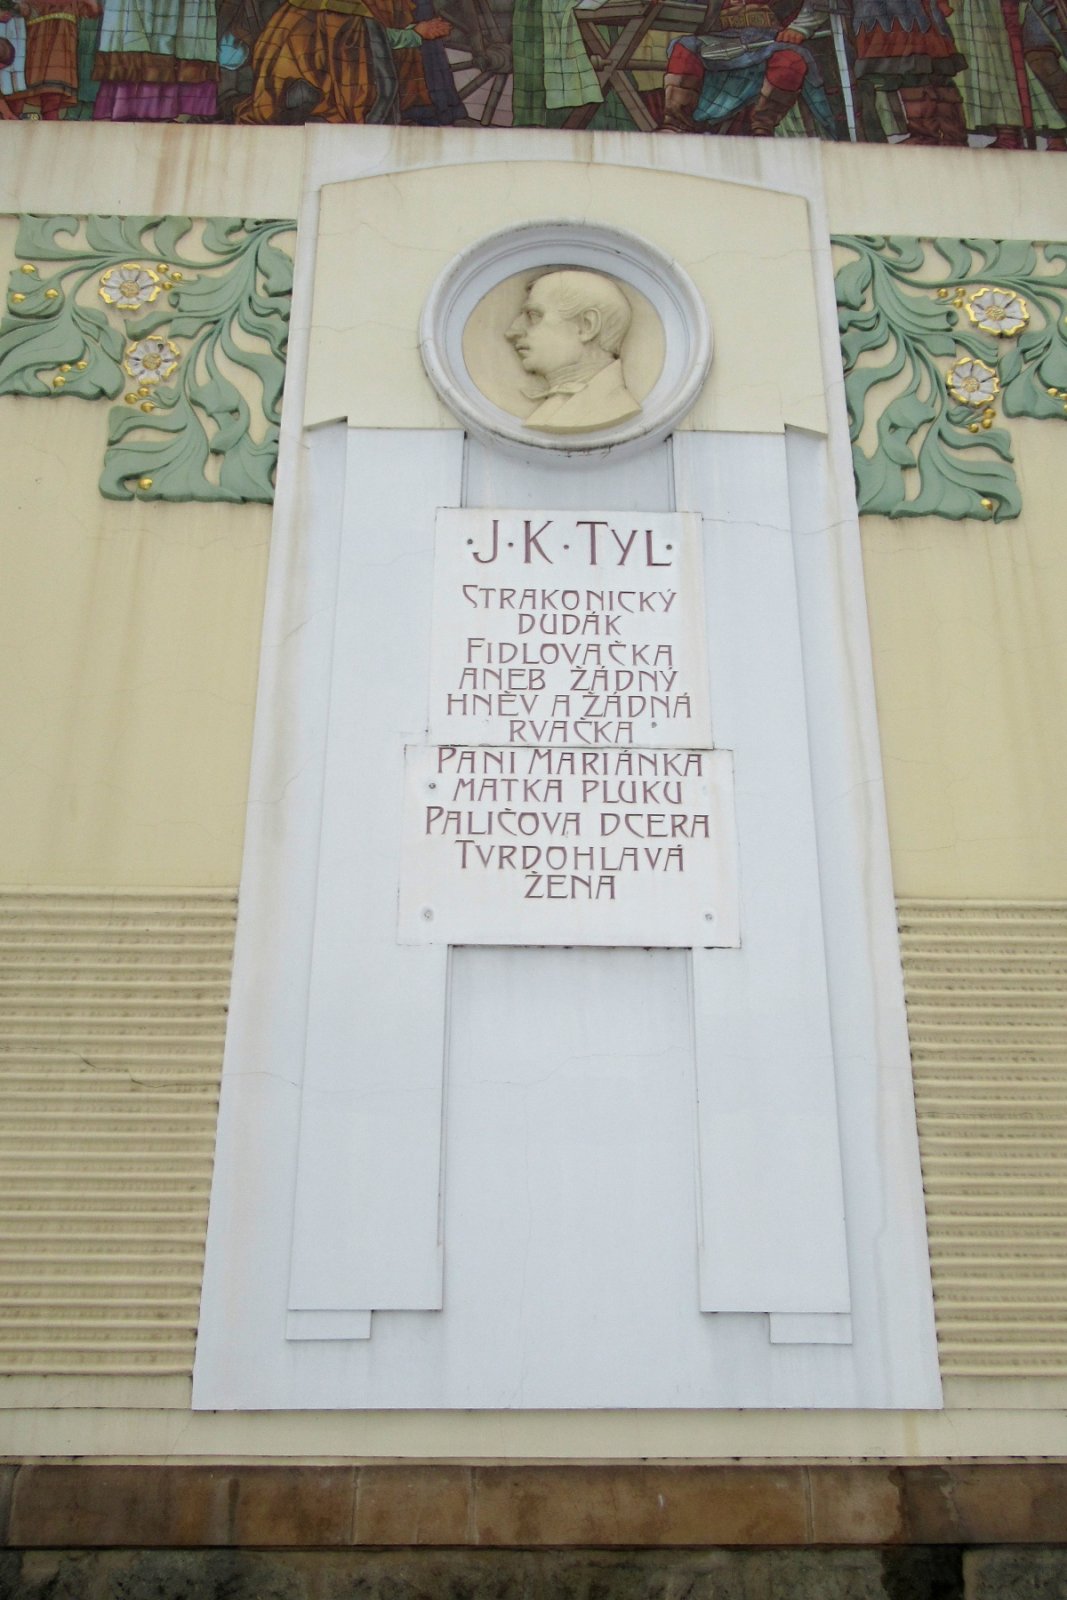 ·J·K·TYL·
STRAKONICKÝ
DUDÁK
FIDLOVAČKA
ANEB ŽÁDNÝ
HNĚV A ŽÁDNÁ
RVAČKA
PANI MARIÁNKA
MATKA PLUKU
PALIČOVA DCERA
TVRDOHLAVÁ
ŽENA